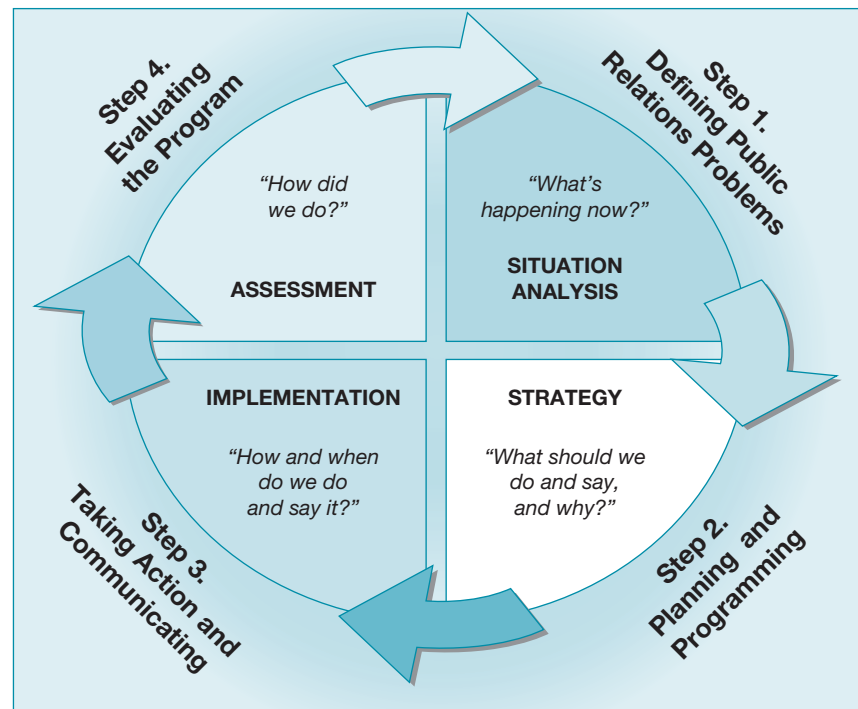 Step 1.
Defining Public
Relations Problems
“What’s
happening now?”
SITUATION
ANALYSIS
Step 2.
Planning and
Programming
STRATEGY
“What should we
do and say,
and why?”
Step 3.
Taking Action and
Communicating
IMPLEMENTATION
“How and when
do we do
and say it?”
Step 4.
Evaluating
the Program
“How did
we do?”
ASSESSMENT